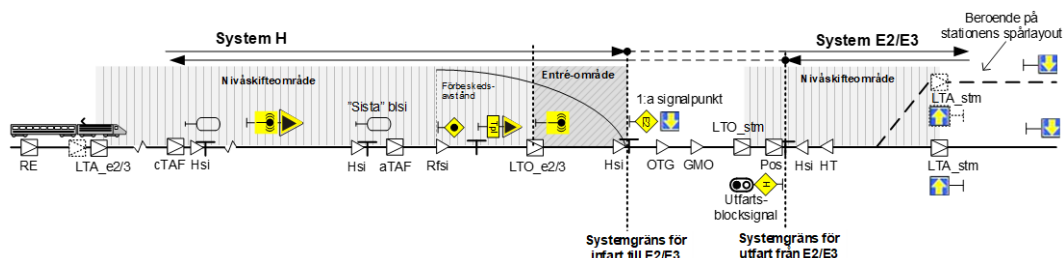 System H
System E2/E3
Beroende på
stationens spårlayout
Nivåskifteområde
Förbeskeds-
avstånd
Entré-område
Nivåskifteområde
"Sista" blsi
Tpl
1:a signalpunkt
E3
LTO_stm
LTA_stm
RE
LTA_e2/3
cTAF
Hsi
Hsi
aTAF
Rfsi
LTO_e2/3
Hsi
OTG
GMO
Pos
Hsi
HT
LTA_stm
H
Utfarts-
blocksignal
Systemgräns för
infart till E2/E3
Systemgräns för
utfart från E2/E3